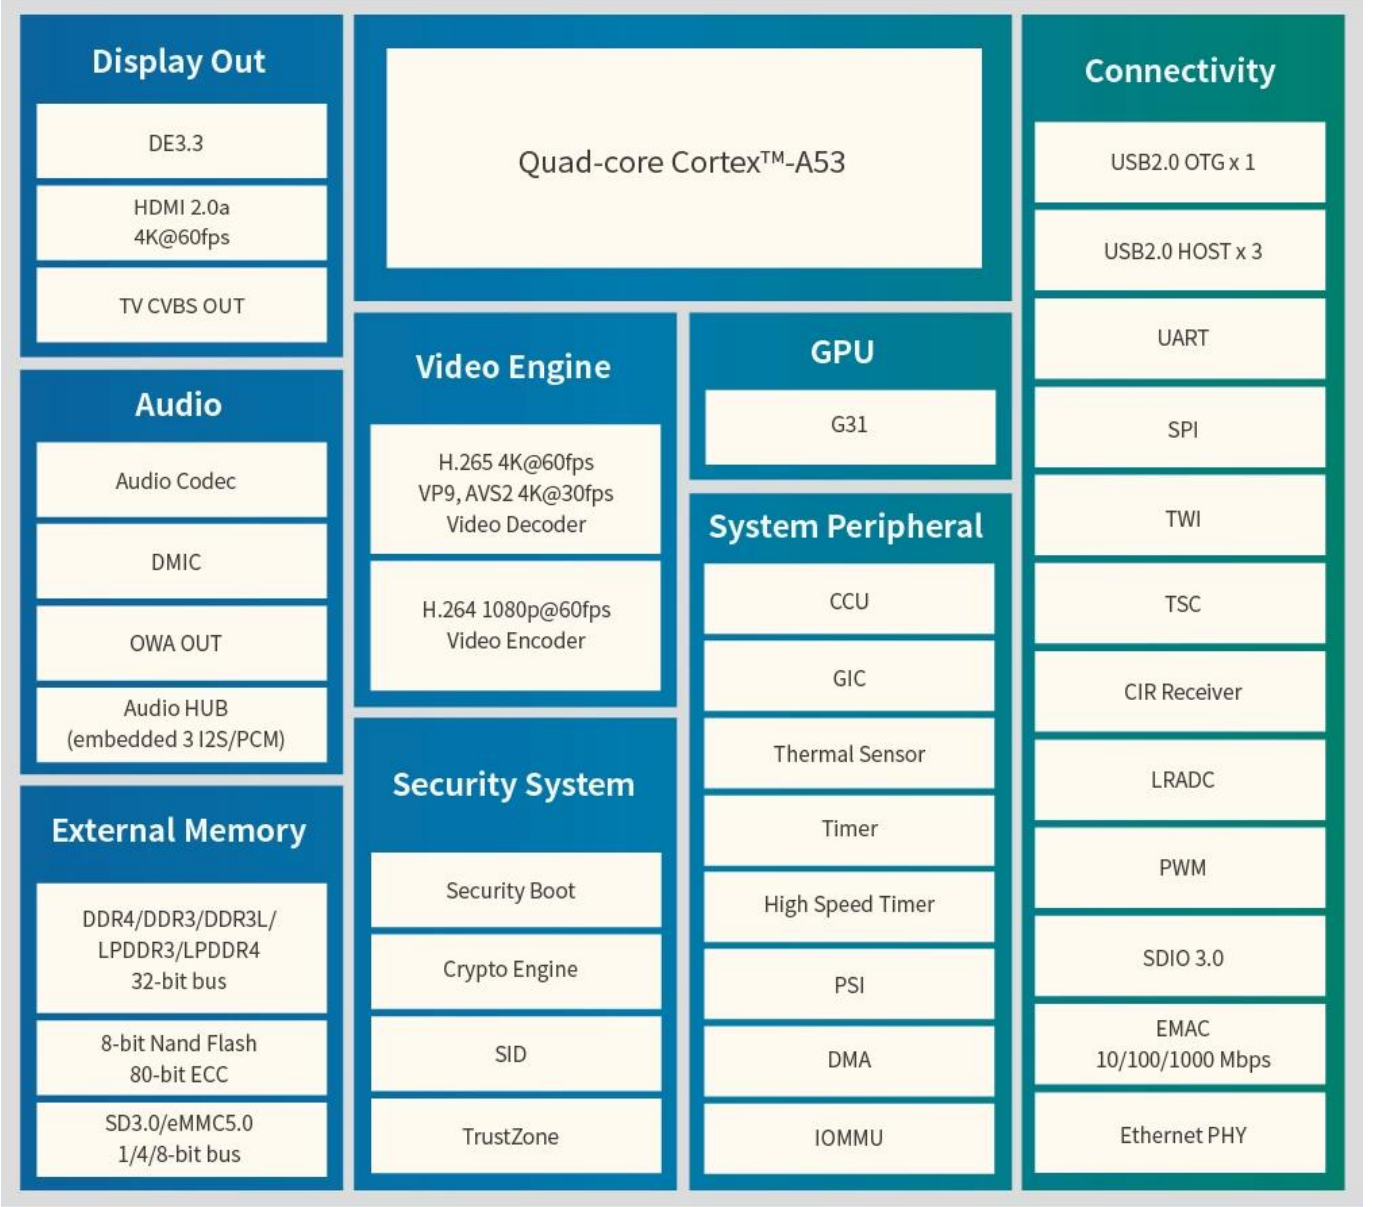 Display Out
DE3.3
HDMI 2.0a
4K@60fps
TV CVBS OUT
Audio
Audio Codec
DMIC
OWA OUT
Audio HUB
(embedded 3 I2S/PCM)
External Memory
DDR4/DDR3/DDR3L/
LPDDR3/LPDDR4
32-bit bus
8-bit Nand Flash
80-bit ECC
SD3.0/eMMC5.0
1/4/8-bit bus
Quad-core Cortex™-A53
Video Engine
H.265 4K@60fps
VP9, AVS2 4K@30fps
Video Decoder
H.264 1080p@60fps
Video Encoder
Security System
Security Boot
Crypto Engine
SID
TrustZone
GPU
G31
System Peripheral
CCU
GIC
Thermal Sensor
Timer
High Speed Timer
PSI
DMA
IOMMU
Connectivity
USB2.0 OTG x 1
USB2.0 HOST x 3
UART
SPI
TWI
TSC
CIR Receiver
LRADC
PWM
SDIO 3.0
EMAC
10/100/1000 Mbps
Ethernet PHY